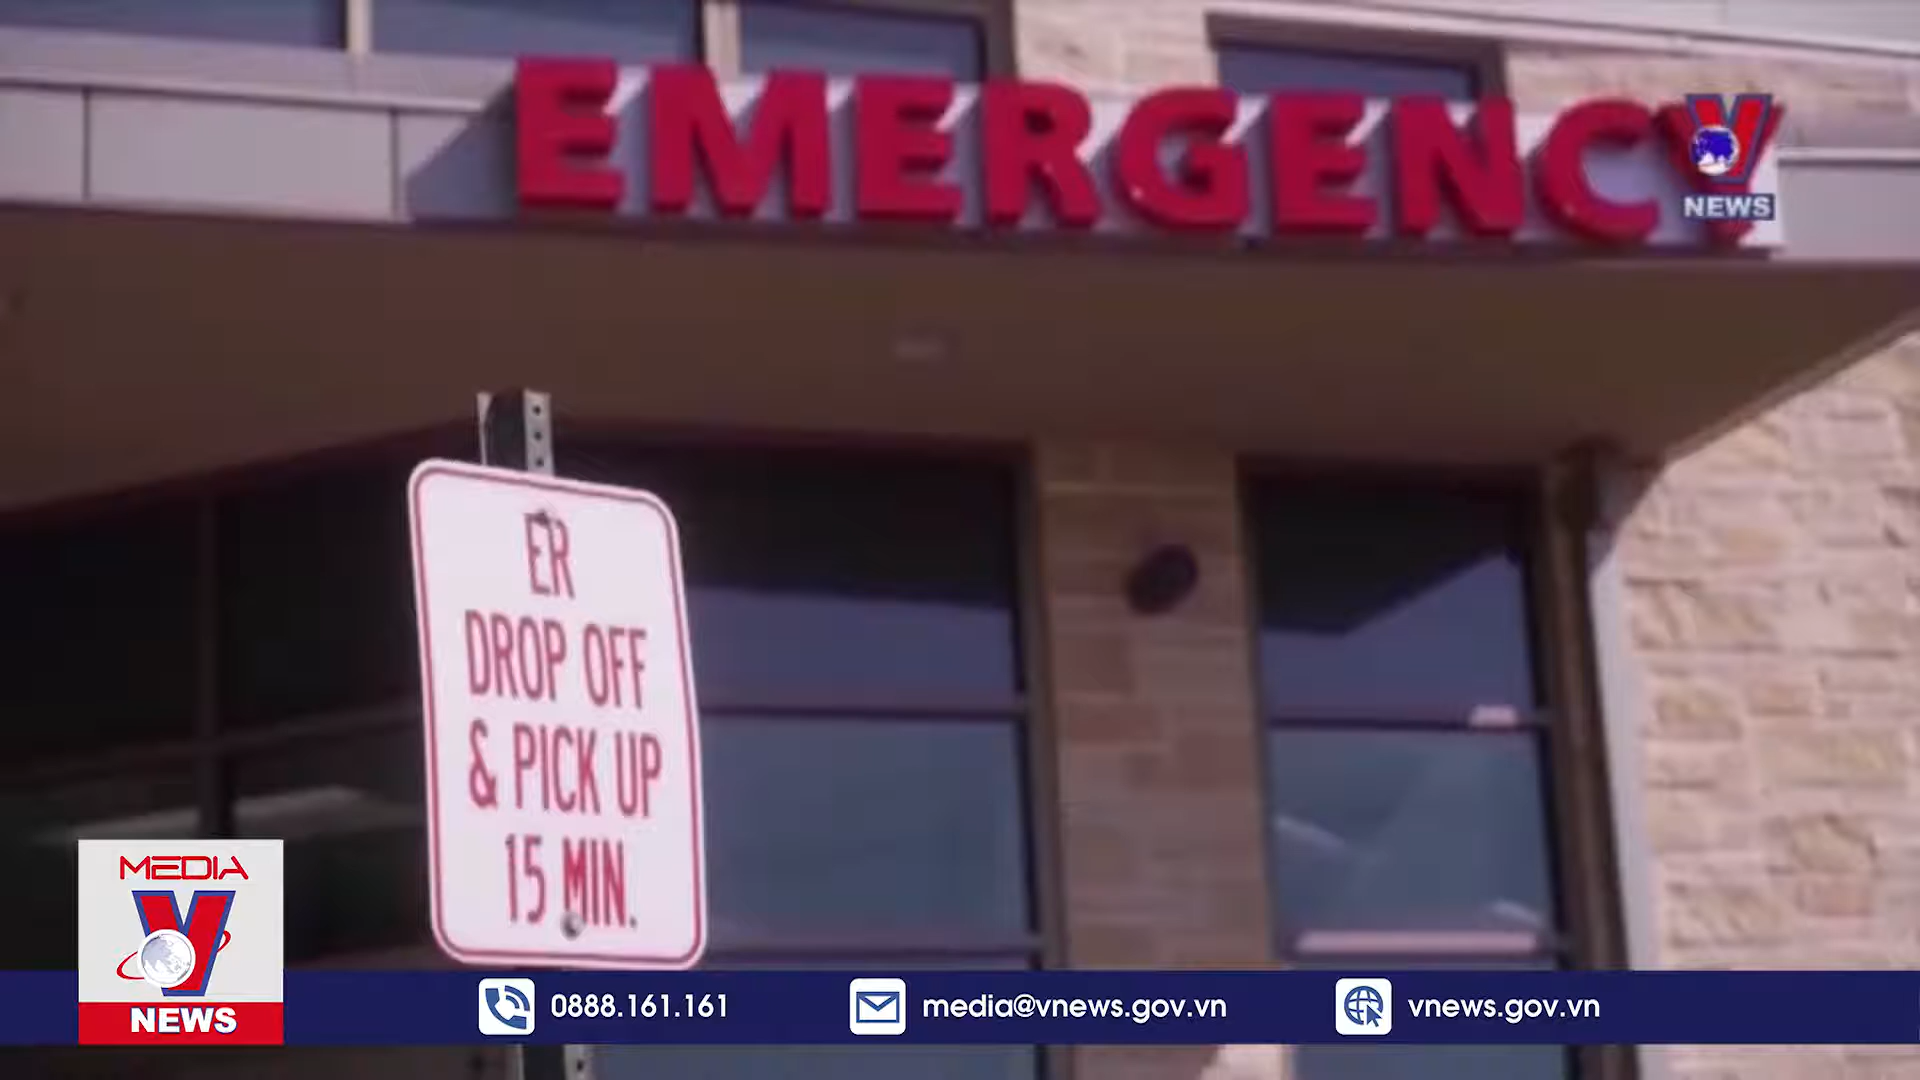 EMERGENCY
NEWS
ER
DROP OFF
& PICK UP
15 MIN.
MEDIA
V
NEWS
0888.161.161
media@vnews.gov.vn
vnews.gov.vn